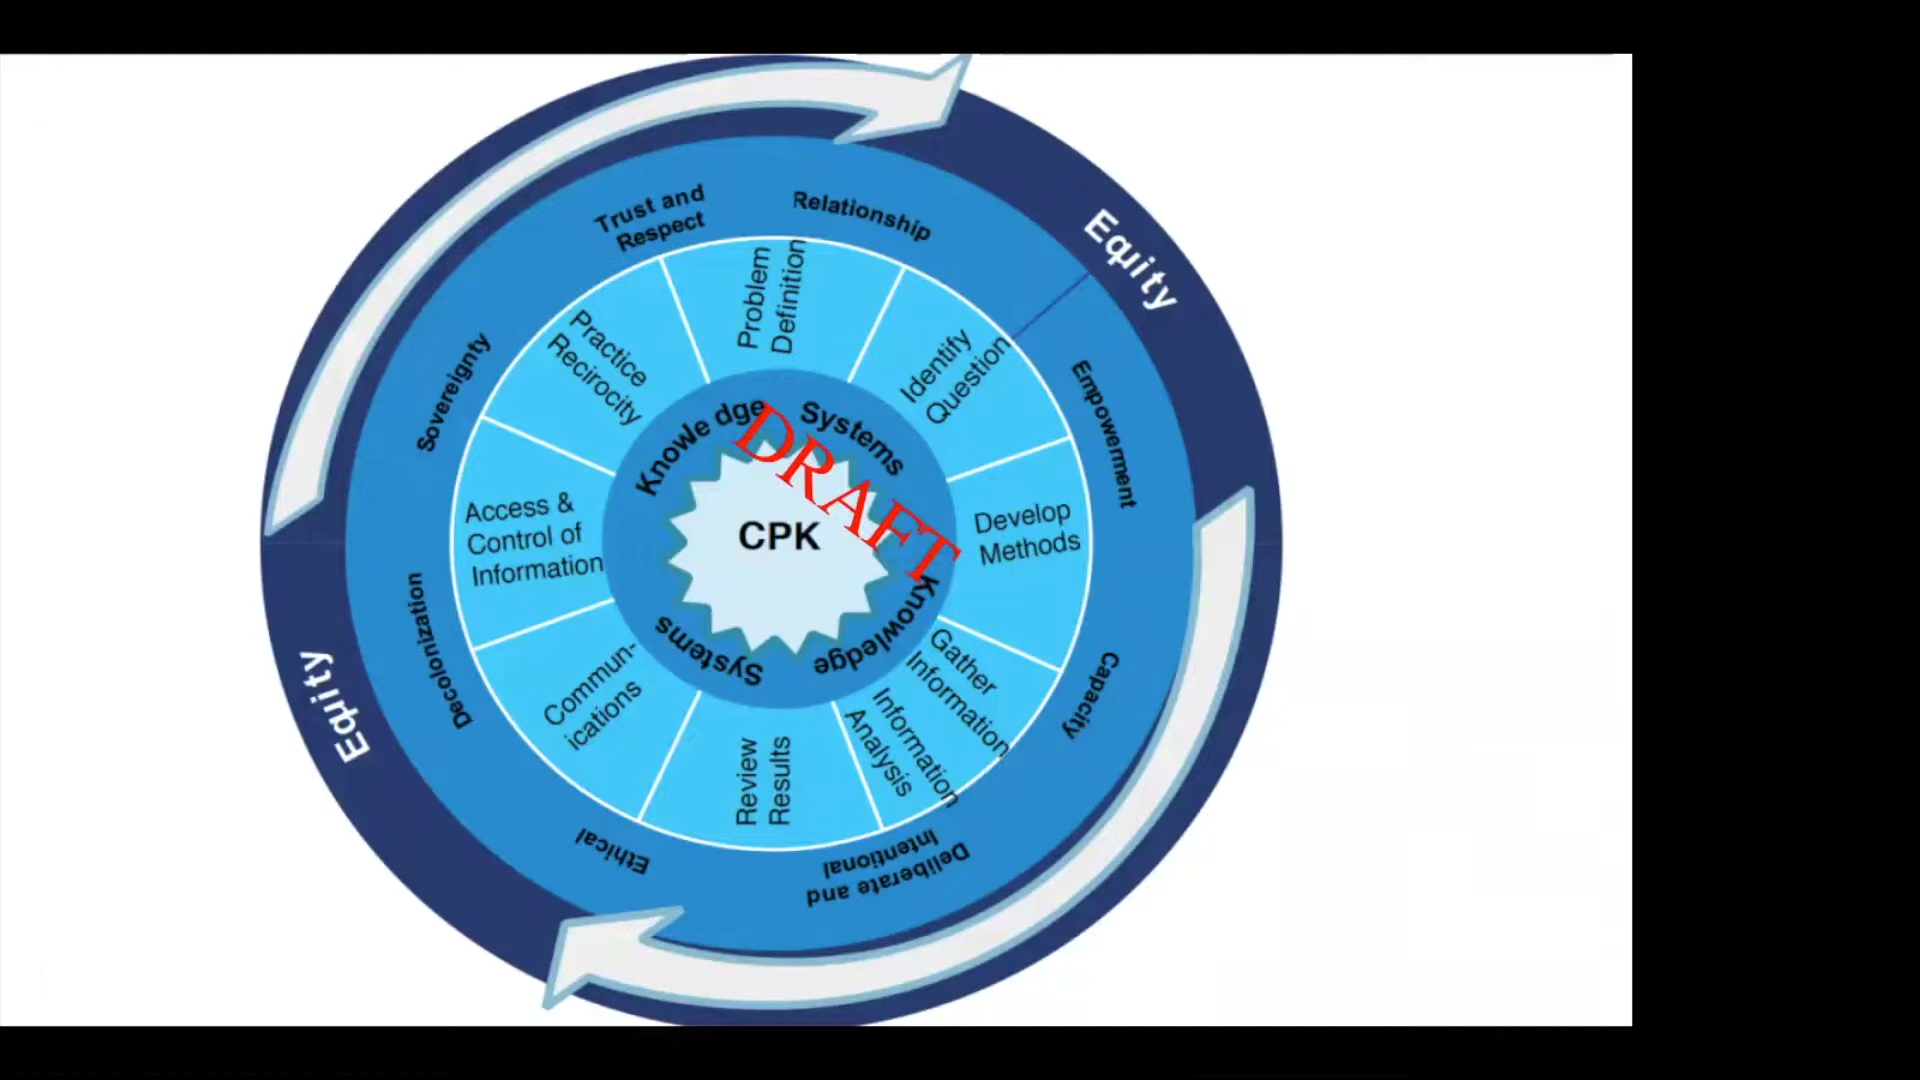 Equity
Trust and
Respect
Relationship
Empowerment
Capacity
Deliberate and
Intentional
Ethical
Decolonization
Sovereignty
Equity
Problem
Definition
Identify
Question
Develop
Methods
Gather
Information
Information
Analysis
Review
Results
Commun-
ications
Access &
Control of
Information
Practice
Recirocity
Knowle dge Systems
Knowledge
Systems
DRAFT
CPK